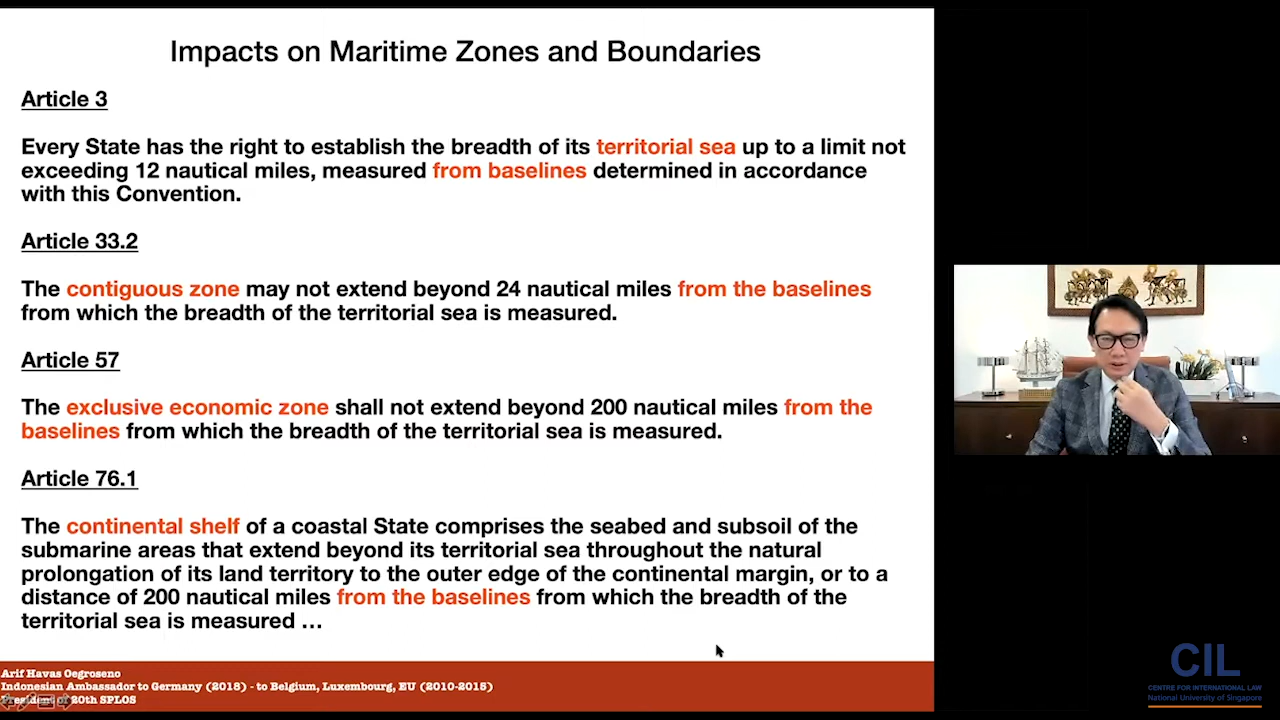 Impacts on Maritime Zones and Boundaries
Article 3
Every State has the right to establish the breadth of its territorial sea up to a limit not
exceeding 12 nautical miles, measured from baselines determined in accordance
with this Convention.
Article 33.2
The contiguous zone may not extend beyond 24 nautical miles from the baselines
from which the breadth of the territorial sea is measured.
Article 57
The exclusive economic zone shall not extend beyond 200 nautical miles from the
baselines from which the breadth of the territorial sea is measured.
Article 76.1
The continental shelf of a coastal State comprises the seabed and subsoil of the
submarine areas that extend beyond its territorial sea throughout the natural
prolongation of its land territory to the outer edge of the continental margin, or to a
distance of 200 nautical miles from the baselines from which the breadth of the
territorial sea is measured …
Arif Havas Oegroseno
Indonesian Ambassador to Germany (2018) - to Belgium, Luxembourg, EU (2010-2015)
President of 20th SPLOS
CIL
CENTRE FOR INTERNATIONAL LAW
National University of Singapore